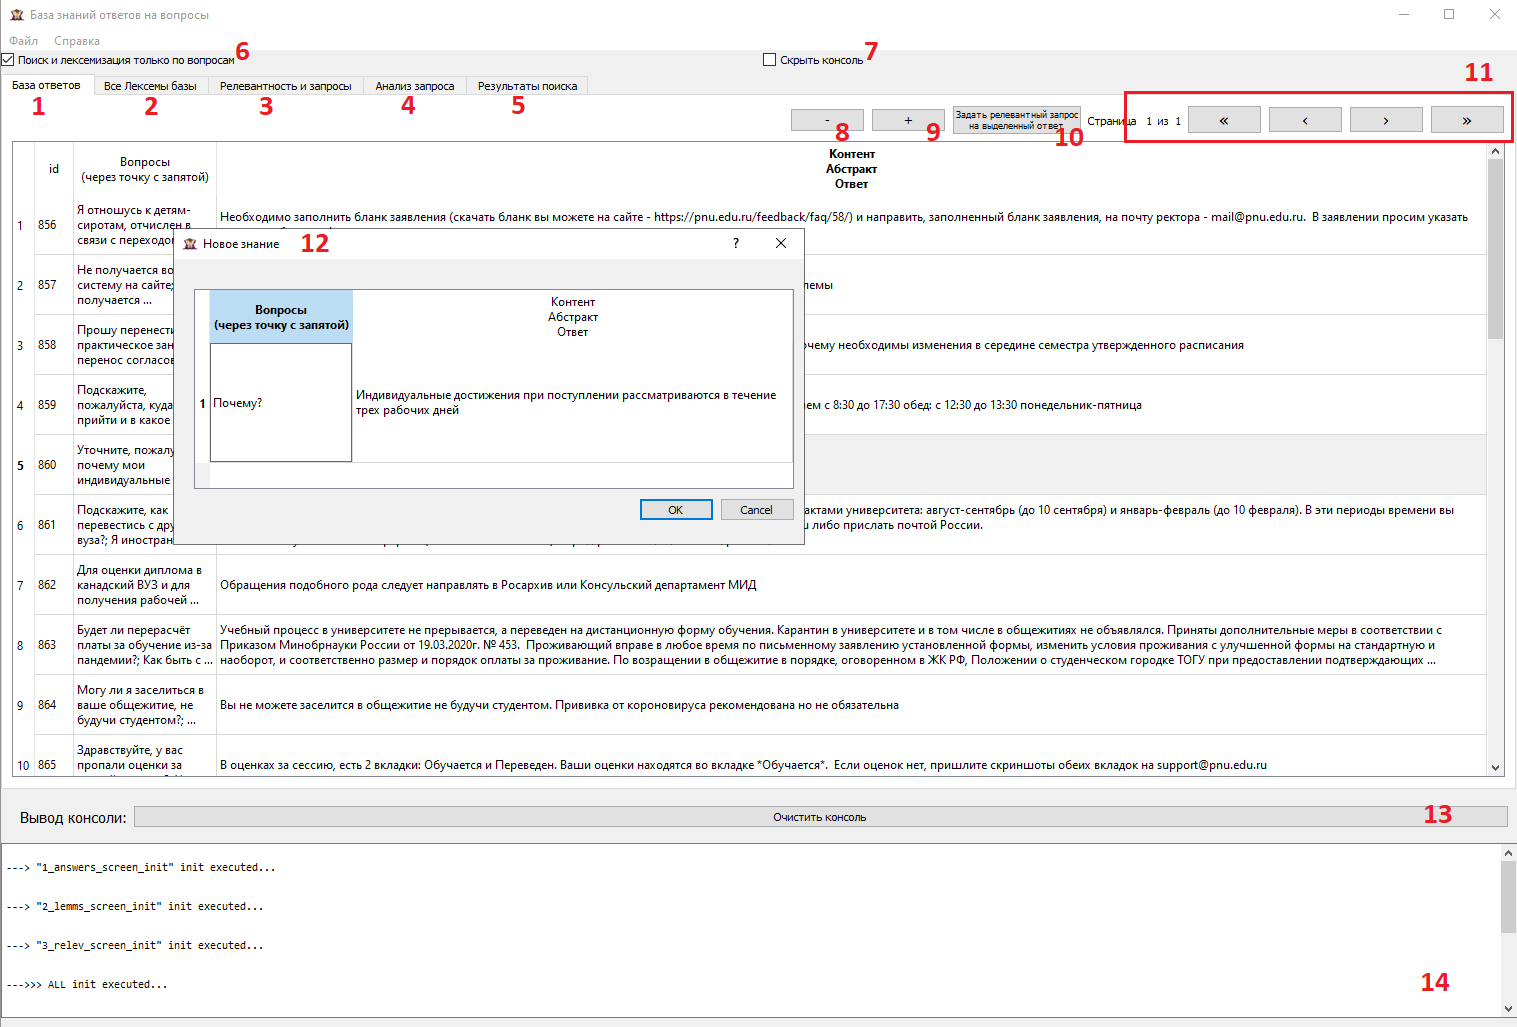 База знаний ответов на вопросы
Файл Справка
Поиск и лексемизация только по вопросам 6
Скрыть консоль 7
База ответов Все Лексемы базы Релевантность и запросы Анализ запроса Результаты поиска
1 2 3 4 5
11
- 8
+ 9
Задать релевантный запрос
на выделенный ответ 10
Страница 1 из 1 « ‹ › »
id
Вопросы
(через точку с запятой)
Контент
Абстракт
Ответ
1 856
Я отношусь к детям-
сиротам, отчислен в
связи с переходом
Необходимо заполнить бланк заявления (скачать бланк вы можете на сайте - https://pnu.edu.ru/feedback/faq/58/) и направить, заполненный бланк заявления, на почту ректора - mail@pnu.edu.ru. В заявлении просим указать
2 857
Не получается во
систему на сайте;
получается ...
лемы
3 858
Прошу перенести
практическое зан
перенос согласов
очему необходимы изменения в середине семестра утвержденного расписания
4 859
Подскажите,
пожалуйста, куда
прийти и в какое
ем с 8:30 до 17:30 обед: с 12:30 до 13:30 понедельник-пятница
5 860
Уточните, пожалу
почему мои
индивидуальные
6 861
Подскажите, как
перевестись с дру
вуза?; Я иностран
актами университета: август-сентябрь (до 10 сентября) и январь-февраль (до 10 февраля). В эти периоды времени вы
либо прислать почтой России.
7 862
Для оценки диплома в
канадский ВУЗ и для
получения рабочей ...
Обращения подобного рода следует направлять в Росархив или Консульский департамент МИД
8 863
Будет ли перерасчёт
платы за обучение из-за
пандемии?; Как быть с ...
Учебный процесс в университете не прерывается, а переведен на дистанционную форму обучения. Карантин в университете и в том числе в общежитиях не объявлялся. Приняты дополнительные меры в соответствии с
Приказом Минобрнауки России от 19.03.2020г. № 453. Проживающий вправе в любое время по письменному заявлению установленной формы, изменить условия проживания с улучшенной формы на стандартную и
наоборот, и соответственно размер и порядок оплаты за проживание. По возращении в общежитие в порядке, оговоренном в ЖК РФ, Положении о студенческом городке ТОГУ при предоставлении подтверждающих ...
9 864
Могу ли я заселиться в
ваше общежитие, не
будучи студентом?; ...
Вы не можете заселится в общежитие не будучи студентом. Прививка от короновируса рекомендована но не обязательна
10 865
Здравствуйте, у вас
пропали оценки за
В оценках за сессию, есть 2 вкладки: Обучается и Переведен. Ваши оценки находятся во вкладке *Обучается*. Если оценок нет, пришлите скриншоты обеих вкладок на support@pnu.edu.ru
Новое знание 12 ?
Вопросы
(через точку с запятой)
Контент
Абстракт
Ответ
1 Почему?
Индивидуальные достижения при поступлении рассматриваются в течение
трех рабочих дней
OK Cancel
Вывод консоли: Очистить консоль 13
---> "1_answers_screen_init" init executed...
---> "2_lemms_screen_init" init executed...
---> "3_relev_screen_init" init executed...
--->>> ALL init executed...
14